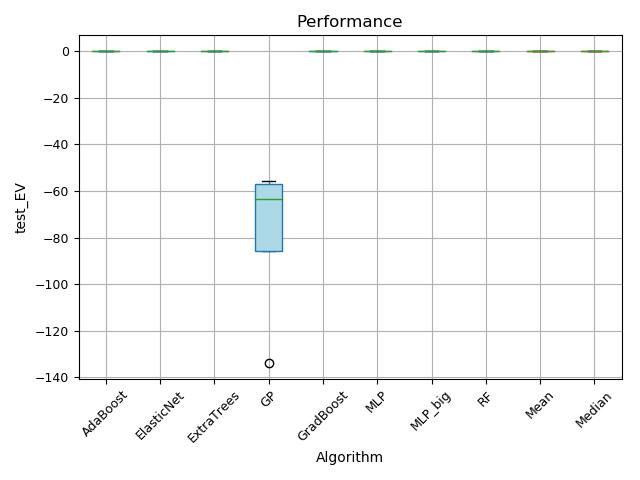 Performance
0
−20
−40
−60
−80
−100
−120
−140
test_EV
AdaBoost
ElasticNet
ExtraTrees
GP
GradBoost
MLP
MLP_big
RF
Mean
Median
Algorithm